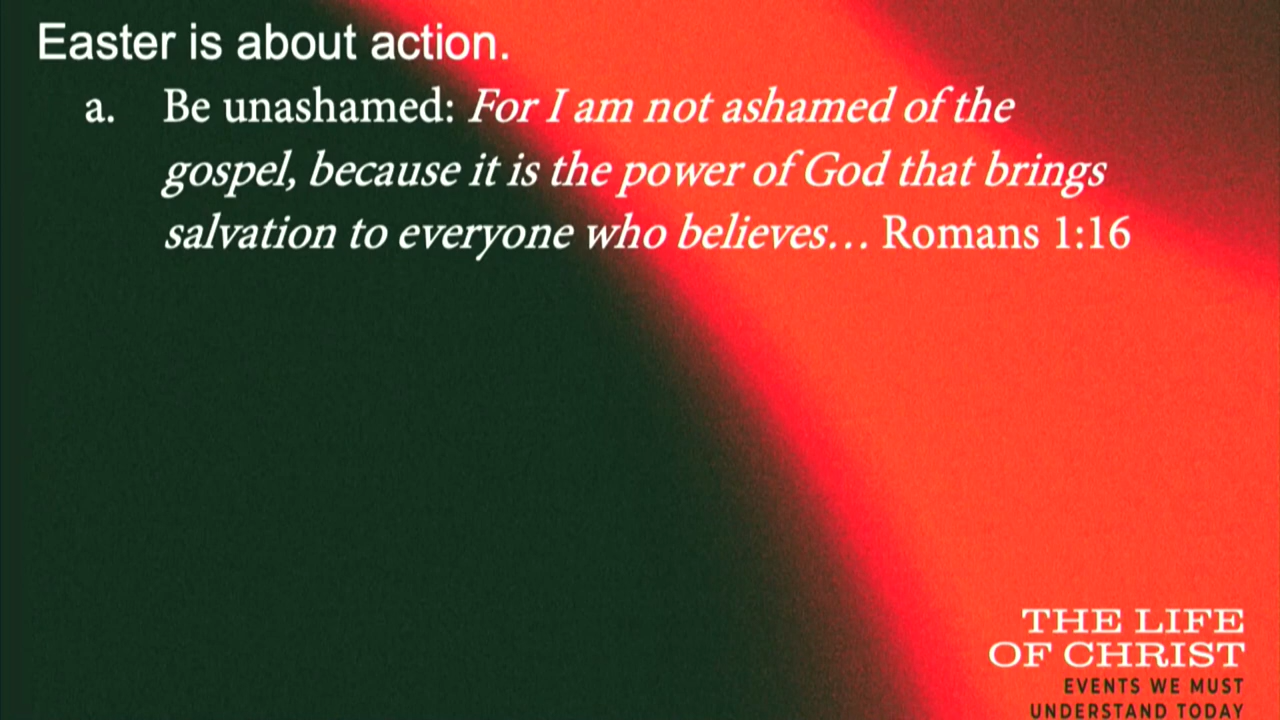 Easter is about action.
a. Be unashamed: For I am not ashamed of the
gospel, because it is the power of God that brings
salvation to everyone who believes… Romans 1:16
THE LIFE
OF CHRIST
EVENTS WE MUST
UNDERSTAND TODAY